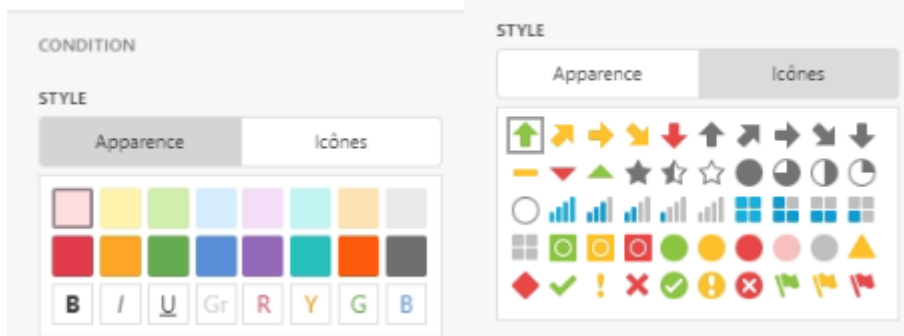 CONDITION
STYLE
Apparence Icônes
B I U Gr R Y G B
STYLE
Apparence Icônes